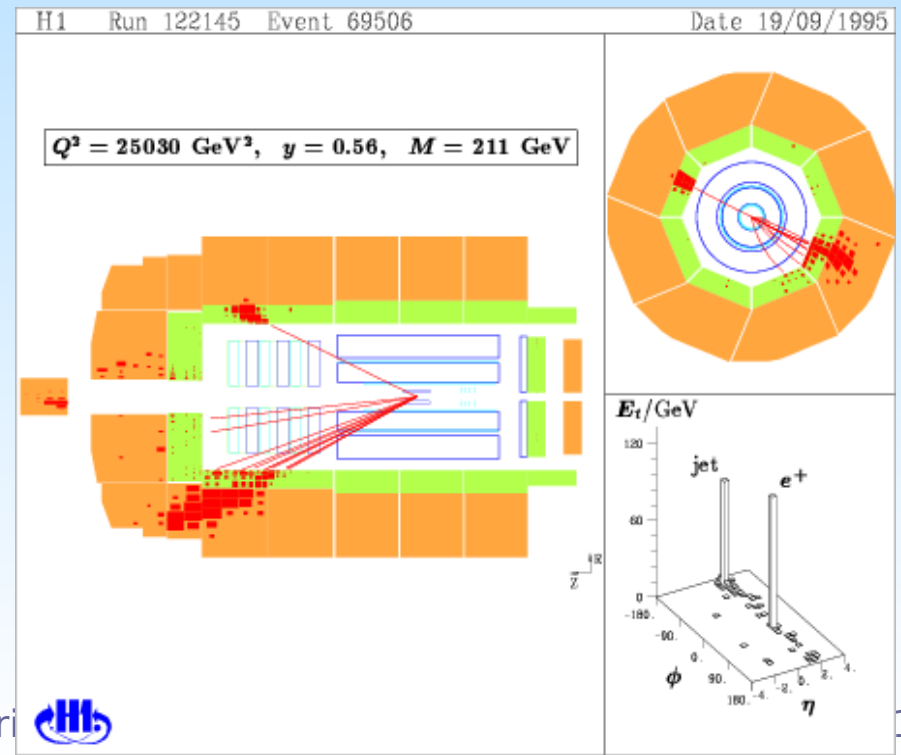 H1 Run 122145 Event 69506 Date 19/09/1995
Q² = 25030 GeV², y = 0.56, M = 211 GeV
R
Z
E_t/GeV
120
60
0
jet
e⁺
-180.
-90.
0.
90.
180.
ϕ
-4. -2. 0. 2. 4.
η
H1